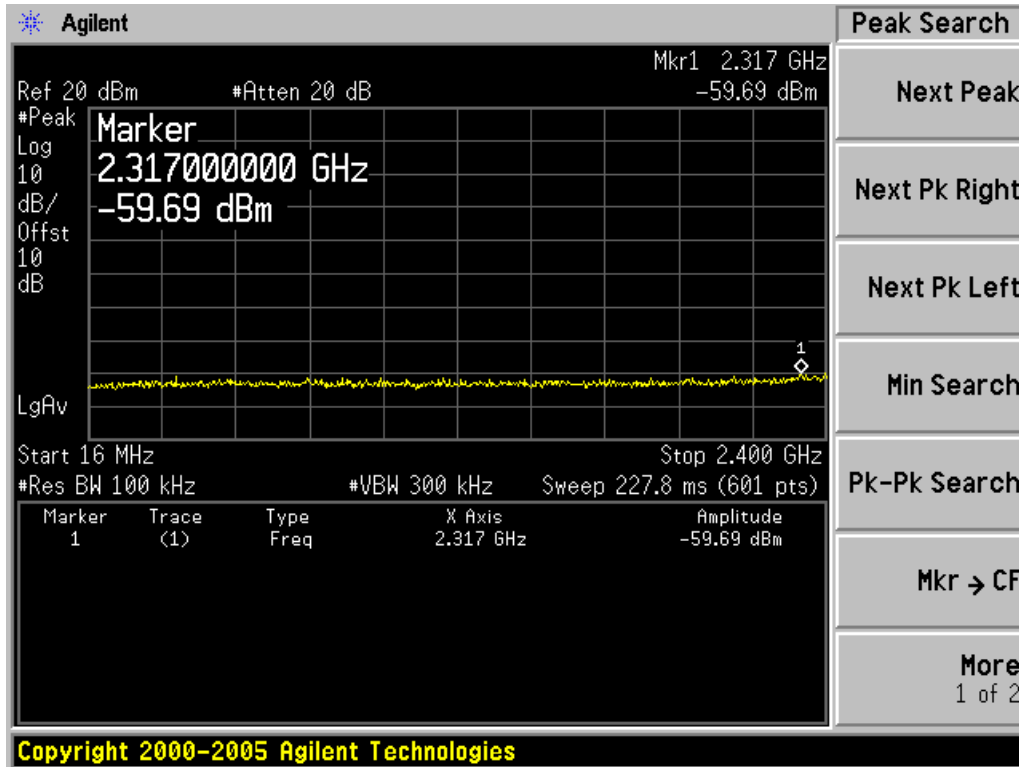 Agilent
Peak Search
Mkr1 2.317 GHz
Ref 20 dBm #Atten 20 dB -59.69 dBm
#Peak
Log
10
dB/
Offst
10
dB
Marker
2.317000000 GHz
-59.69 dBm
1
LgAv
Start 16 MHz Stop 2.400 GHz
#Res BW 100 kHz #VBW 300 kHz Sweep 227.8 ms (601 pts)
Marker Trace Type X Axis Amplitude
1 (1) Freq 2.317 GHz -59.69 dBm
Next Peak
Next Pk Right
Next Pk Left
Min Search
Pk-Pk Search
Mkr → CF
More
1 of 2
Copyright 2000-2005 Agilent Technologies